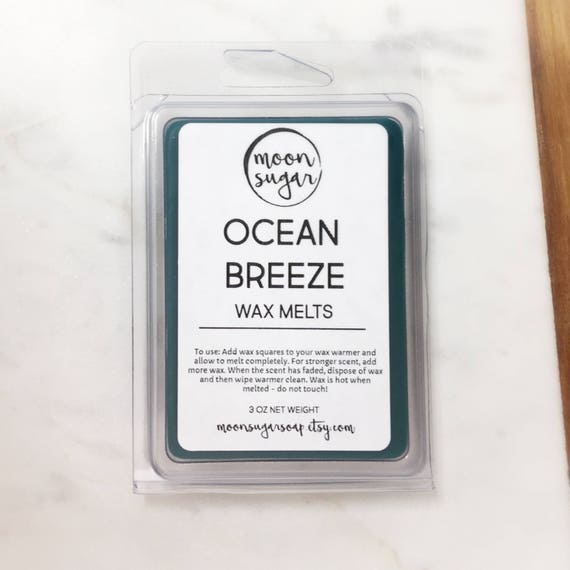 moon
sugar
OCEAN
BREEZE
WAX MELTS
To use: Add wax squares to your wax warmer and
allow to melt completely. For stronger scent, add
more wax. When the scent has faded, dispose of wax
and then wipe warmer clean. Wax is hot when
melted - do not touch!
3 OZ NET WEIGHT
moonsugarsoap.etsy.com